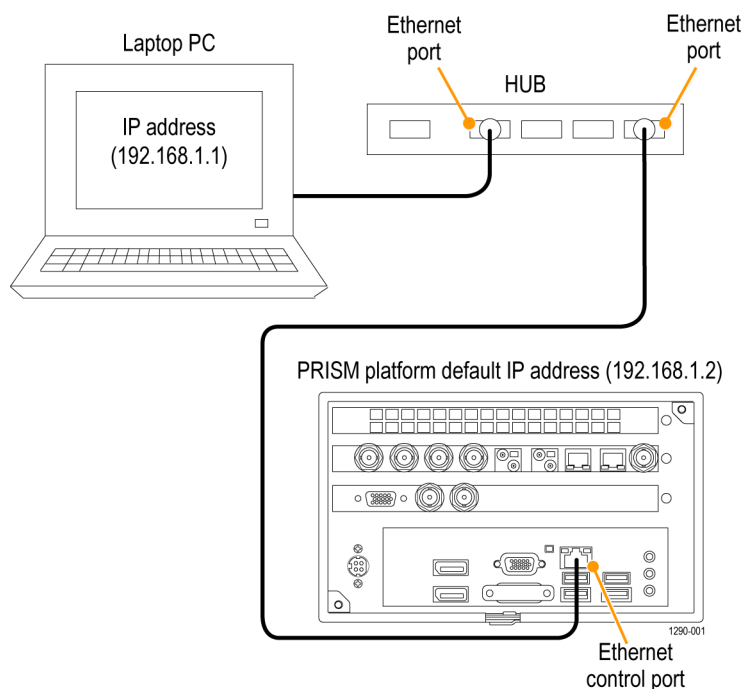 Laptop PC
IP address
(192.168.1.1)
Ethernet
port
HUB
Ethernet
port
PRISM platform default IP address (192.168.1.2)
1290-001
Ethernet
control port